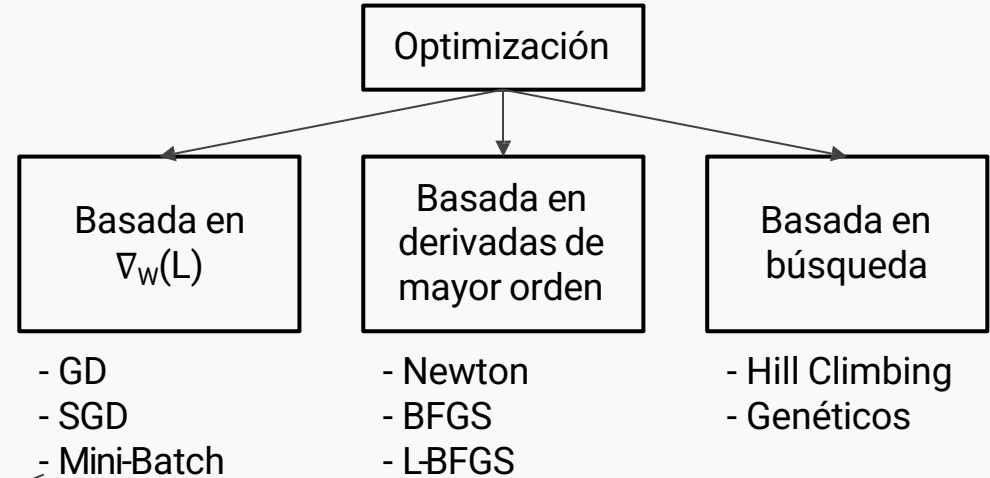 Optimización
Basada en
∇W(L)
- GD
- SGD
- Mini-Batch
Basada en
derivadas de
mayor orden
- Newton
- BFGS
- L-BFGS
Basada en
búsqueda
- Hill Climbing
- Genéticos